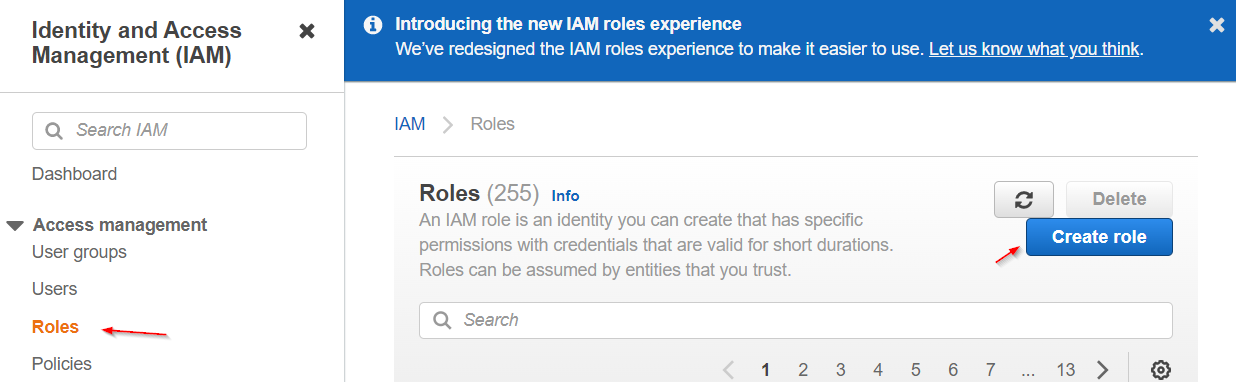 Identity and Access
Management (IAM)
Search IAM
Dashboard
Access management
User groups
Users
Roles
Policies
Introducing the new IAM roles experience
We've redesigned the IAM roles experience to make it easier to use. Let us know what you think.
IAM
Roles
Roles (255) Info
An IAM role is an identity you can create that has specific
permissions with credentials that are valid for short durations.
Roles can be assumed by entities that you trust.
Delete
Create role
Search
1 2 3 4 5 6 7 ... 13